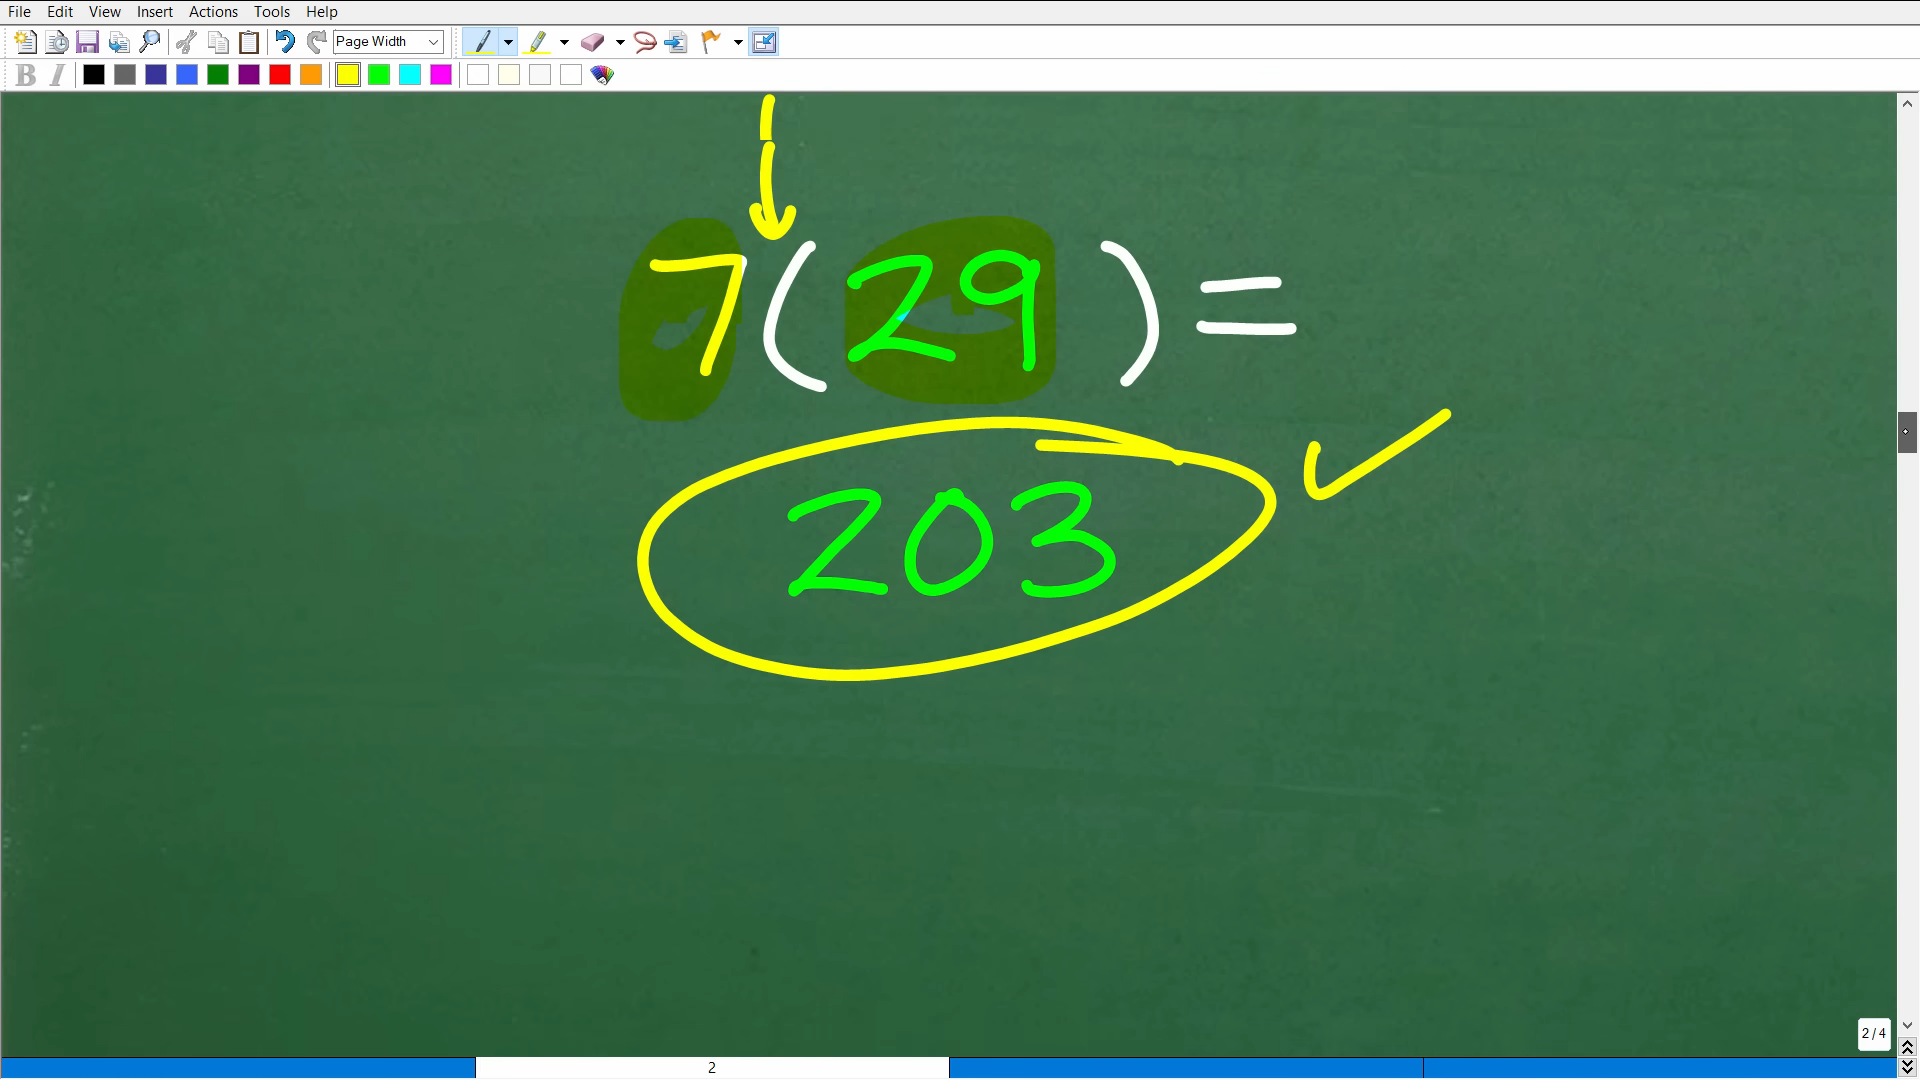 File Edit View Insert Actions Tools Help
Page Width
B I
7(29)=
203
2/4
2